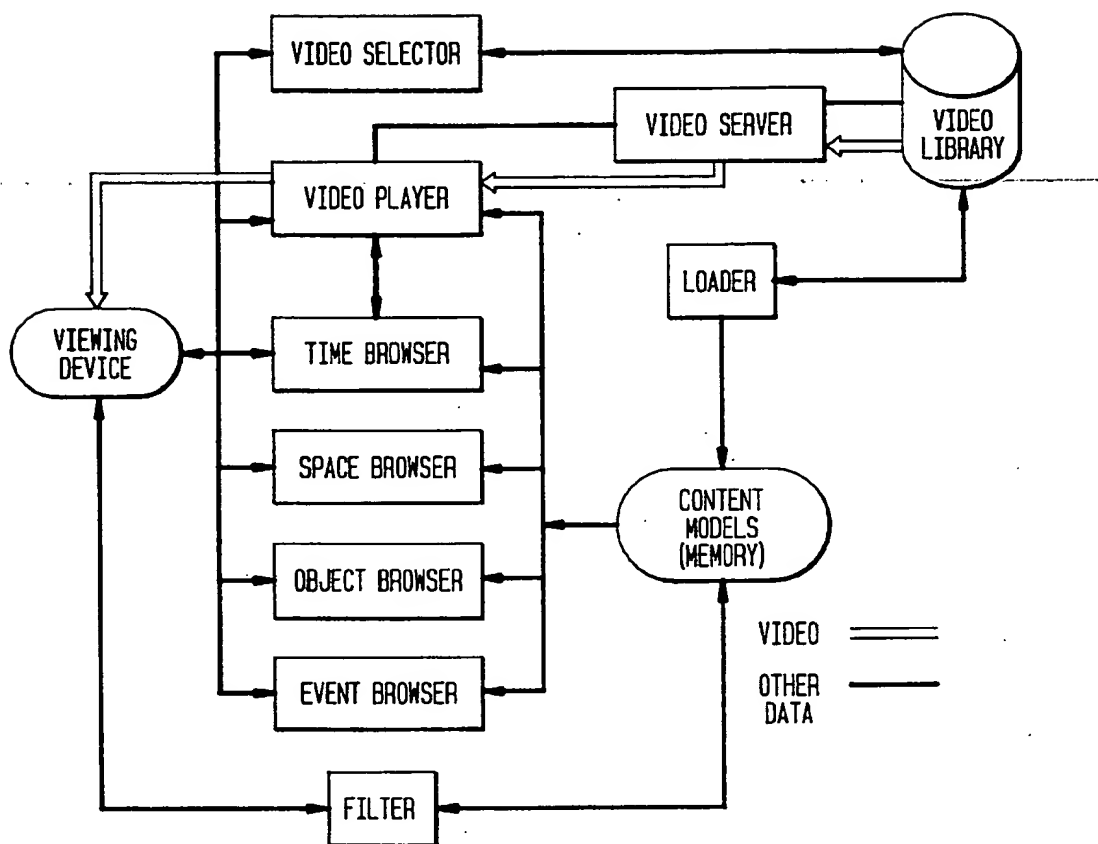 VIDEO SELECTOR
VIDEO SERVER
VIDEO
LIBRARY
VIDEO PLAYER
LOADER
VIEWING
DEVICE
TIME BROWSER
SPACE BROWSER
CONTENT
MODELS
(MEMORY)
OBJECT BROWSER
VIDEO
EVENT BROWSER
OTHER
DATA
FILTER